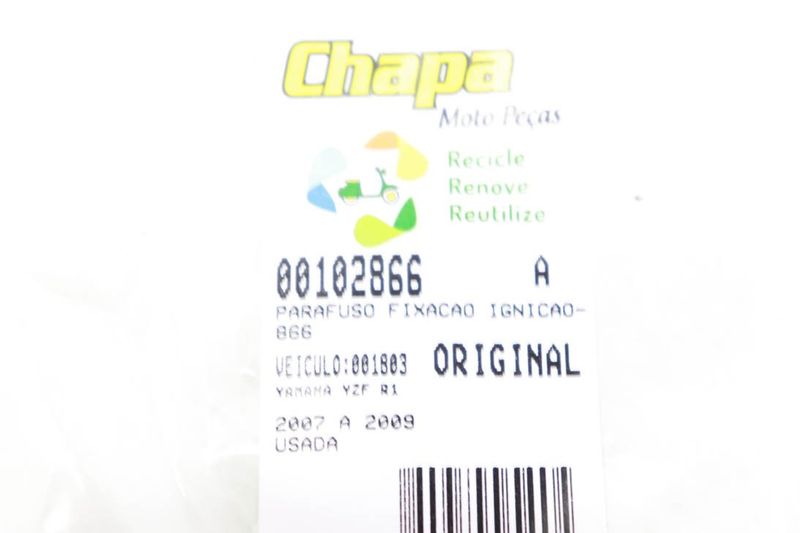 Chapa
Moto Peças
Recicle
Renove
Reutilize
00102866 A
PARAFUSO FIXACAO IGNICAO-
866
VEICULO:001803 ORIGINAL
YAMAHA YZF R1
2007 A 2009
USADA